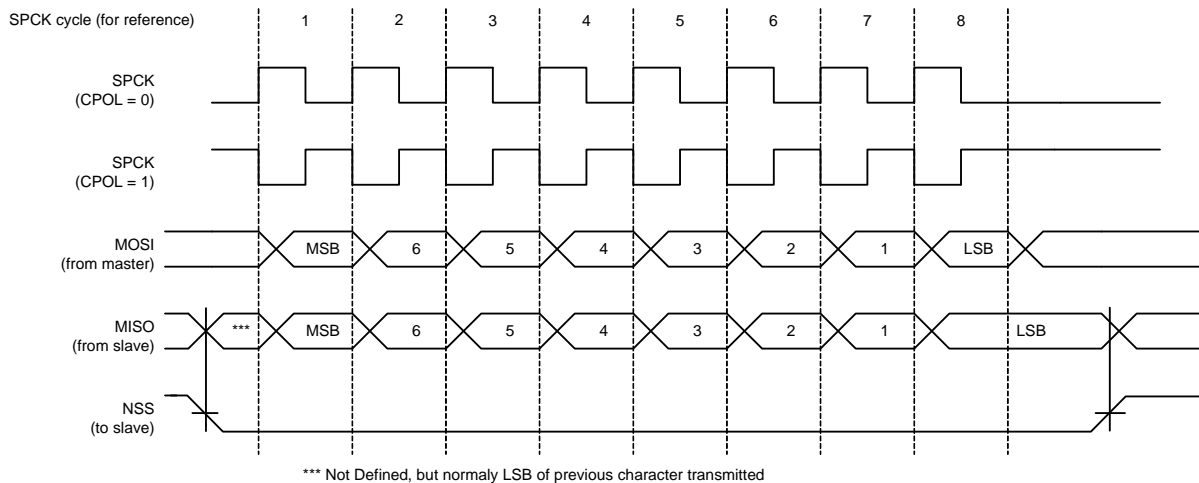 SPCK cycle (for reference) 1 2 3 4 5 6 7 8
SPCK
(CPOL = 0)
SPCK
(CPOL = 1)
MOSI
(from master)
MSB 6 5 4 3 2 1 LSB
MISO
(from slave)
*** MSB 6 5 4 3 2 1 LSB
NSS
(to slave)
*** Not Defined, but normaly LSB of previous character transmitted